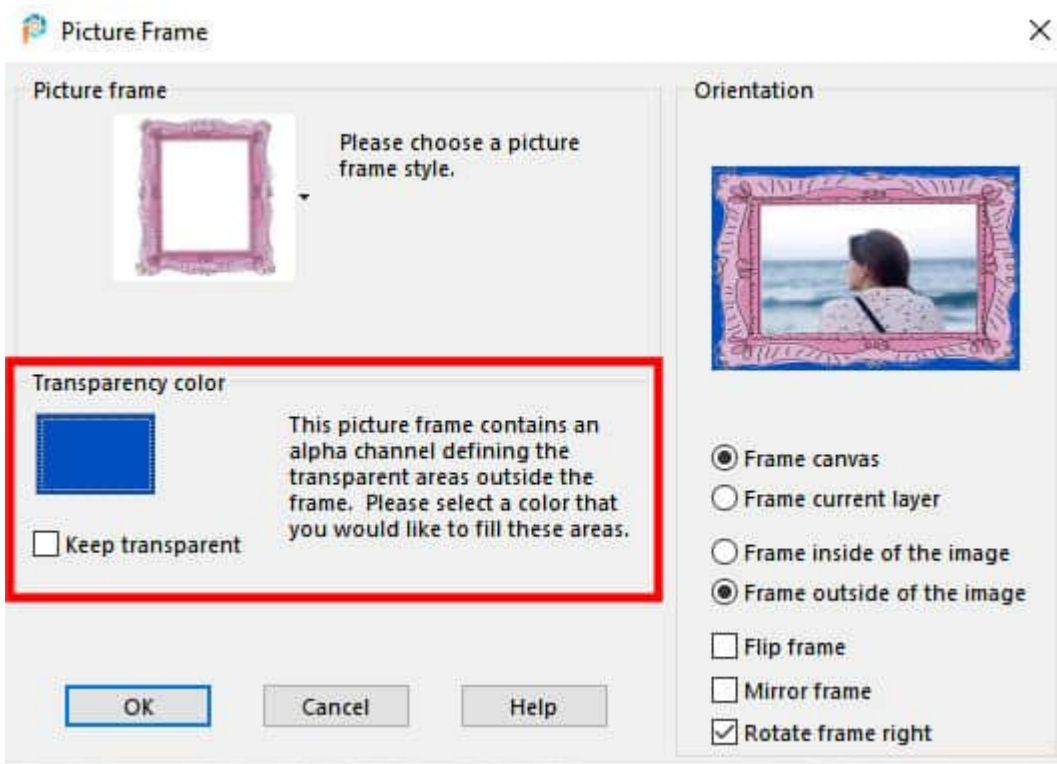 Picture Frame
Picture frame
Please choose a picture
frame style.
Transparency color
This picture frame contains an
alpha channel defining the
transparent areas outside the
frame. Please select a color that
you would like to fill these areas.
Keep transparent
OK
Cancel
Help
Orientation
Frame canvas
Frame current layer
Frame inside of the image
Frame outside of the image
Flip frame
Mirror frame
Rotate frame right